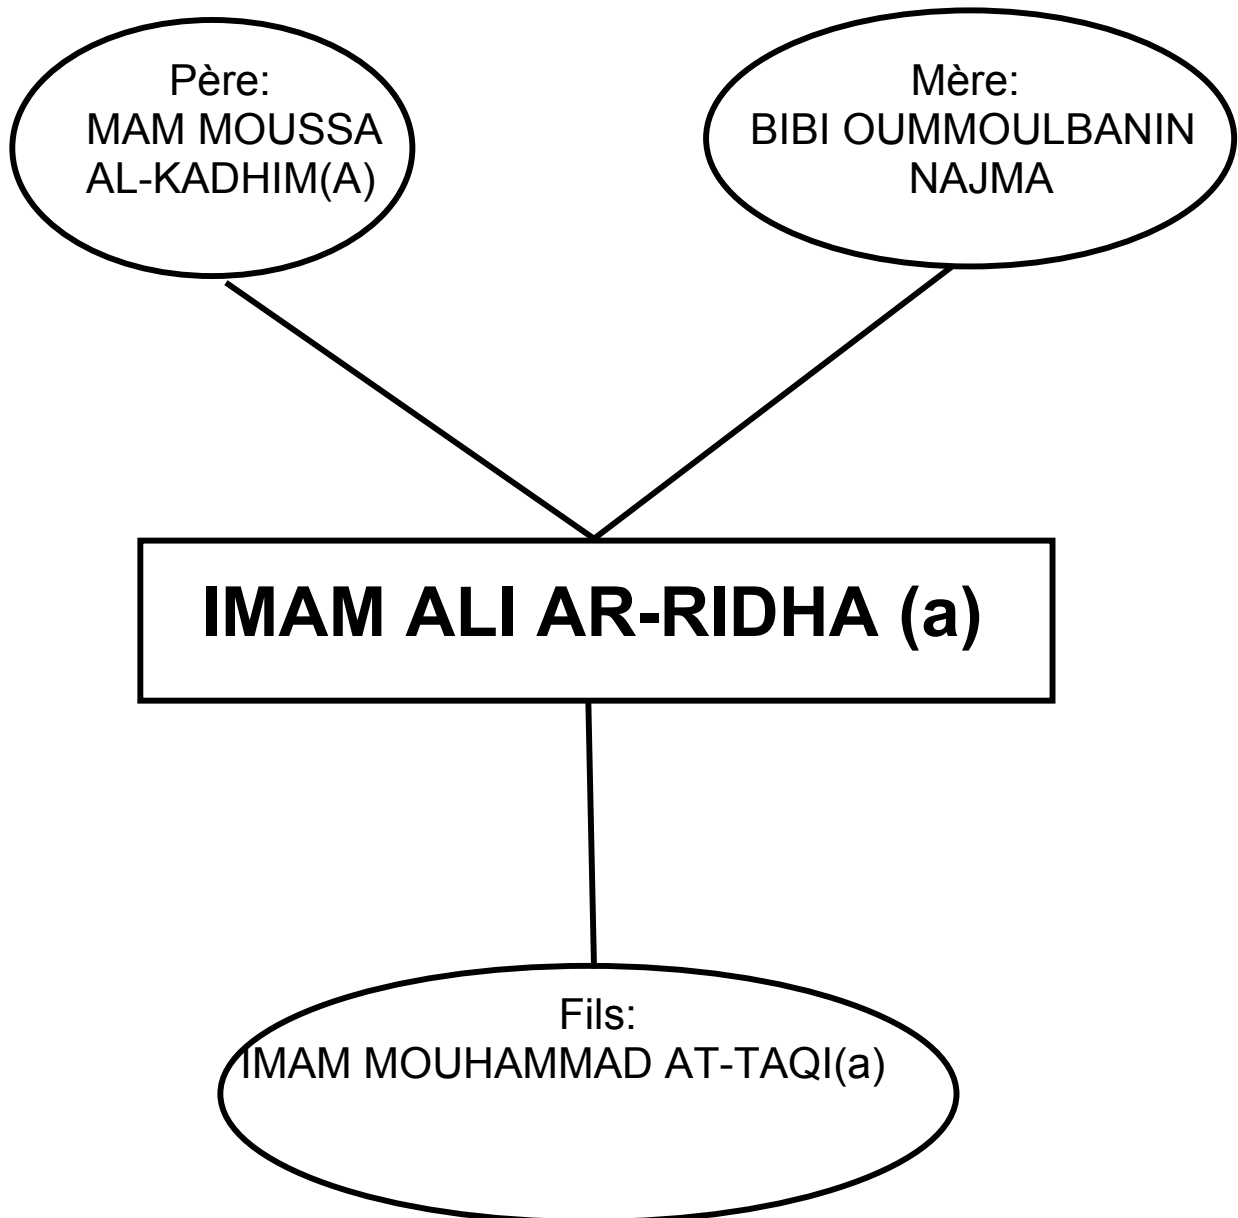 Père:
MAM MOUSSA
AL-KADHIM(A)
Mère:
BIBI OUMMOULBANIN
NAJMA
IMAM ALI AR-RIDHA (a)
Fils:
IMAM MOUHAMMAD AT-TAQI(a)